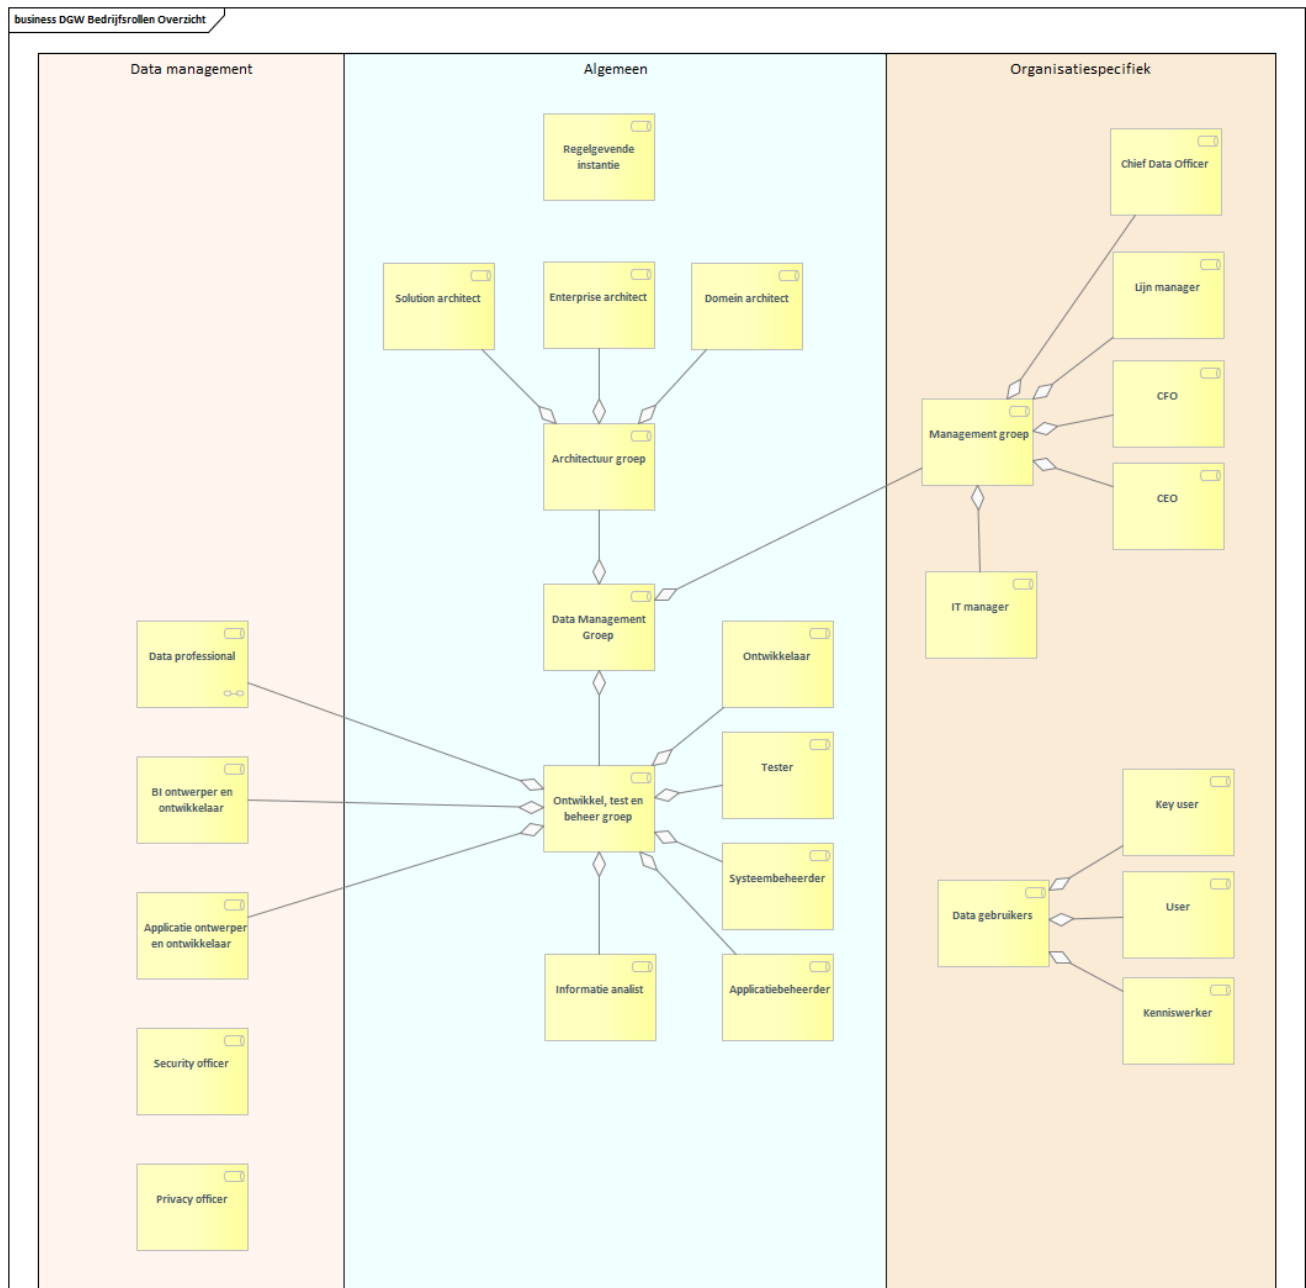 business DGW Bedrijfsrollen Overzicht
Data management
Algemeen
Organisatiespecifiek
Regelgevende
instantie
Chief Data Officer
Solution architect
Enterprise architect
Domein architect
Lijn manager
CFO
Architectuur groep
Management groep
CEO
Data Management
Groep
IT manager
Data professional
Ontwikkelaar
BI ontwerper en
ontwikkelaar
Ontwikkel, test en
beheer groep
Tester
Key user
Applicatie ontwerper
en ontwikkelaar
Systeembeheerder
Data gebruikers
User
Informatie analist
Applicatiebeheerder
Kenniswerker
Security officer
Privacy officer